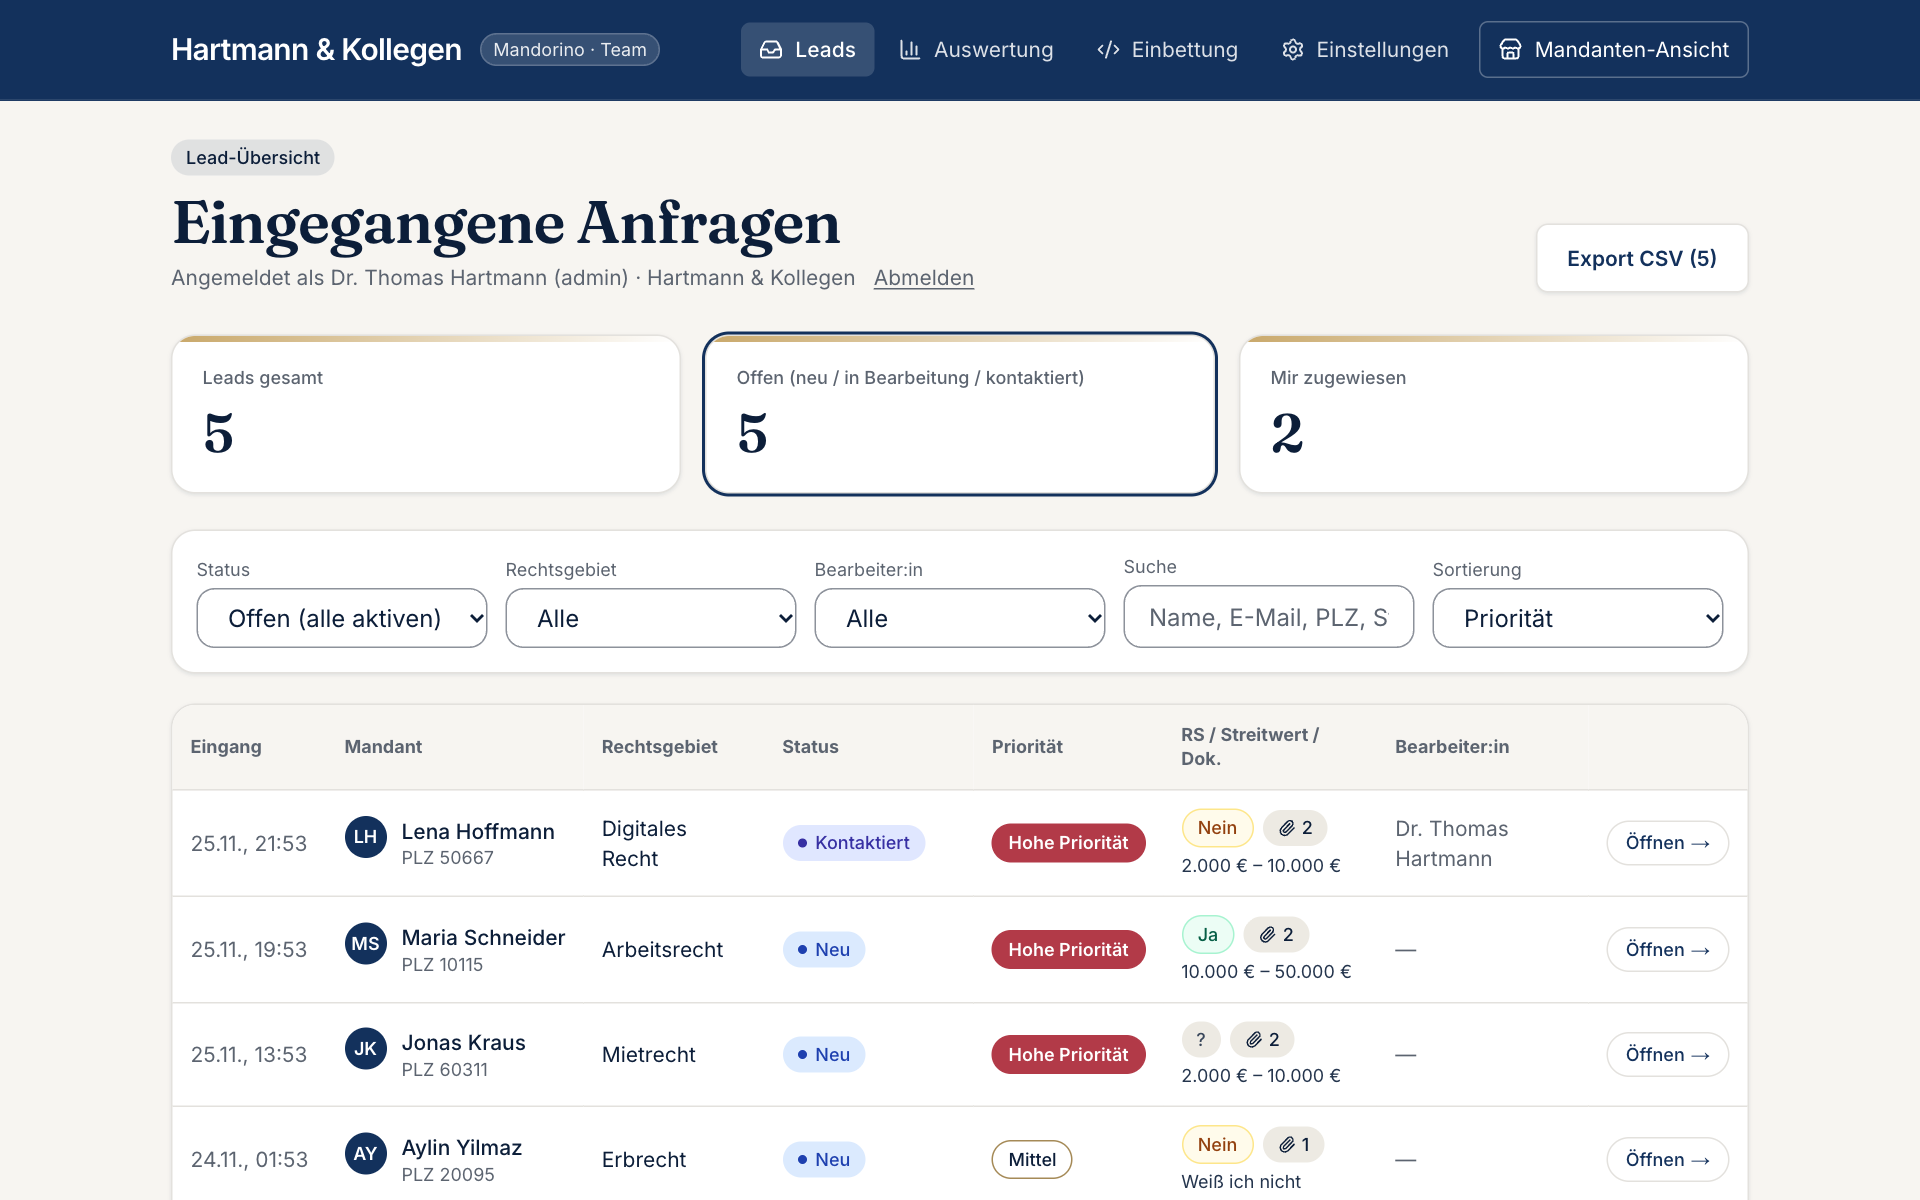 Hartmann & Kollegen
Mandorino · Team
Leads
Auswertung
Einbettung
Einstellungen
Mandanten-Ansicht
Lead-Übersicht
Eingegangene Anfragen
Angemeldet als Dr. Thomas Hartmann (admin) · Hartmann & Kollegen Abmelden
Export CSV (5)
Leads gesamt
5
Offen (neu / in Bearbeitung / kontaktiert)
5
Mir zugewiesen
2
Status
Offen (alle aktiven)
Rechtsgebiet
Alle
Bearbeiter:in
Alle
Suche
Name, E-Mail, PLZ, S
Sortierung
Priorität
Eingang
Mandant
Rechtsgebiet
Status
Priorität
RS / Streitwert /
Dok.
Bearbeiter:in
25.11., 21:53
LH
Lena Hoffmann
PLZ 50667
Digitales
Recht
Kontaktiert
Hohe Priorität
Nein
2
2.000 € – 10.000 €
Dr. Thomas
Hartmann
Öffnen →
25.11., 19:53
MS
Maria Schneider
PLZ 10115
Arbeitsrecht
Neu
Hohe Priorität
Ja
2
10.000 € – 50.000 €
—
Öffnen →
25.11., 13:53
JK
Jonas Kraus
PLZ 60311
Mietrecht
Neu
Hohe Priorität
?
2
2.000 € – 10.000 €
—
Öffnen →
24.11., 01:53
AY
Aylin Yilmaz
PLZ 20095
Erbrecht
Neu
Mittel
Nein
1
Weiß ich nicht
—
Öffnen →